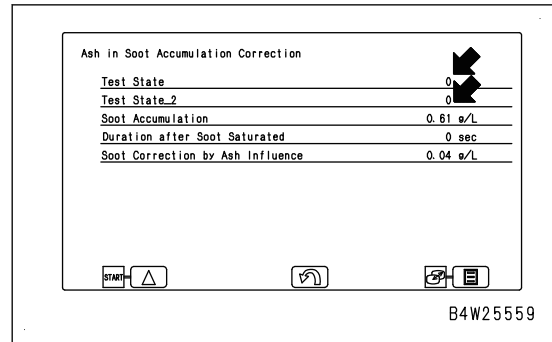 Ash in Soot Accumulation Correction
Test State 0
Test State_2 0
Soot Accumulation 0.61 g/L
Duration after Soot Saturated 0 sec
Soot Correction by Ash Influence 0.04 g/L
START
B4W25559